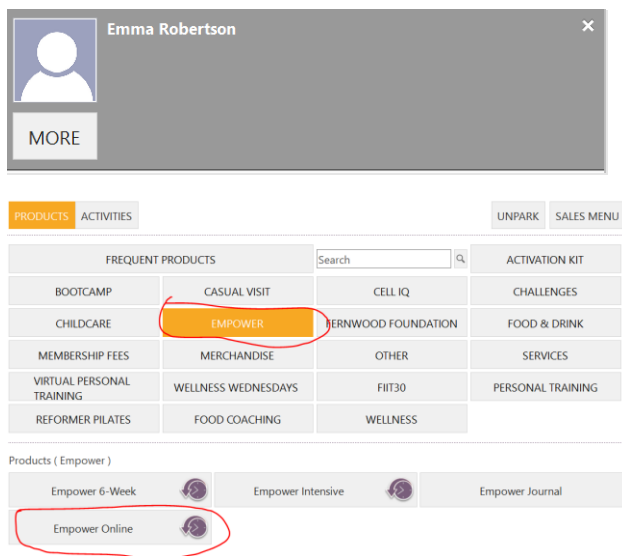 Emma Robertson
×
MORE
PRODUCTS ACTIVITIES UNPARK SALES MENU
FREQUENT PRODUCTS Search ACTIVATION KIT
BOOTCAMP CASUAL VISIT CELL IQ CHALLENGES
CHILDCARE EMPOWER FERNWOOD FOUNDATION FOOD & DRINK
MEMBERSHIP FEES MERCHANDISE OTHER SERVICES
VIRTUAL PERSONAL
TRAINING WELLNESS WEDNESDAYS FIIT30 PERSONAL TRAINING
REFORMER PILATES FOOD COACHING WELLNESS
Products ( Empower )
Empower 6-Week Empower Intensive Empower Journal
Empower Online